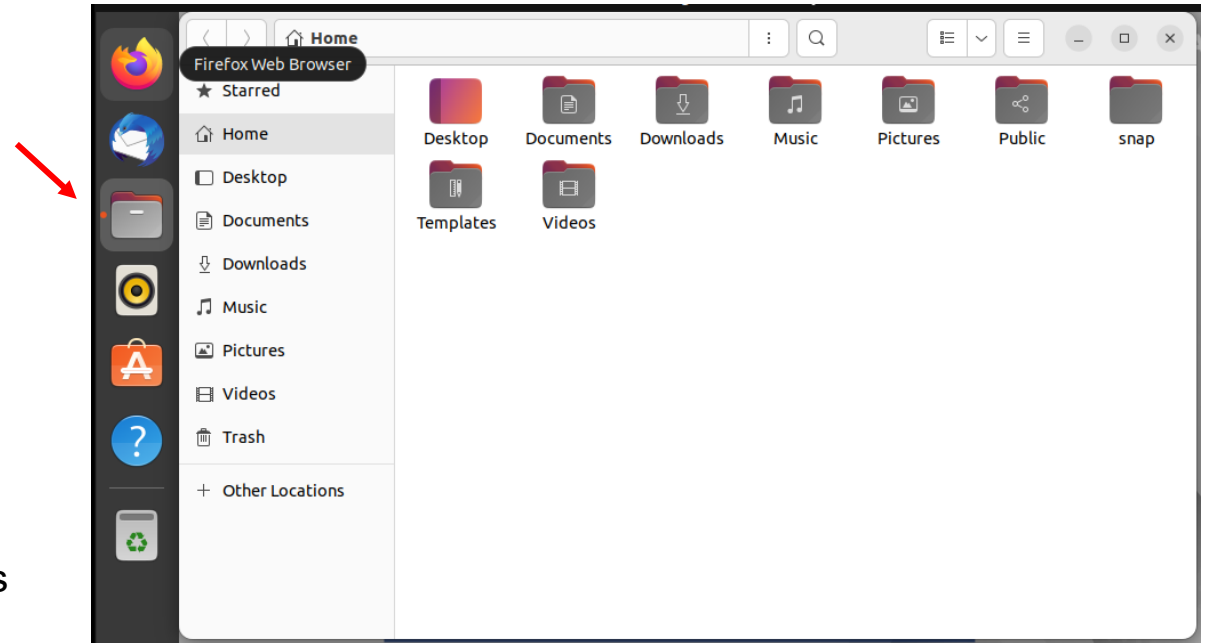 Home
Firefox Web Browser
Starred
Home
Desktop
Documents
Downloads
Music
Pictures
Videos
Trash
Other Locations
Desktop Documents Downloads Music Pictures Public snap
Templates Videos
s